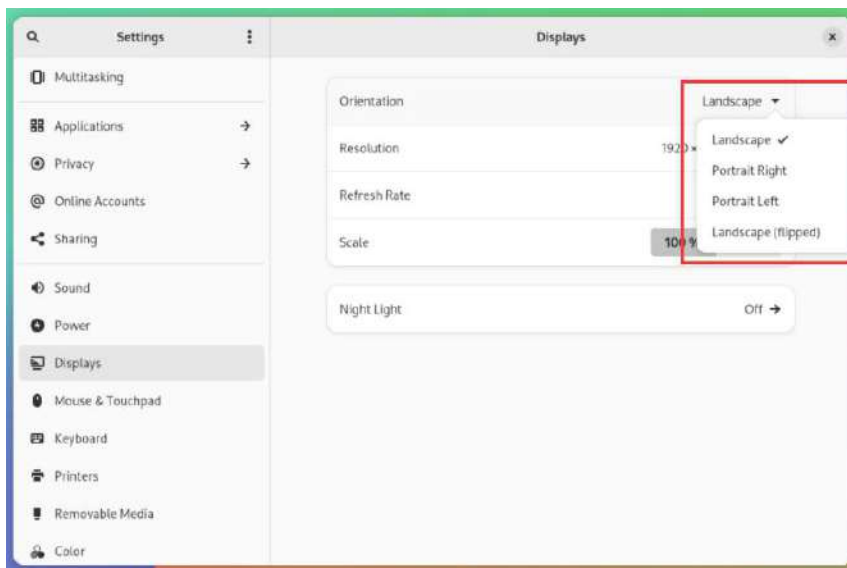 Settings
Multitasking
Applications
Privacy
Online Accounts
Sharing
Sound
Power
Displays
Mouse & Touchpad
Keyboard
Printers
Removable Media
Color
Displays
Orientation
Landscape
Resolution
Refresh Rate
Scale
100 %
Landscape
Portrait Right
Portrait Left
Landscape (flipped)
Night Light
Off